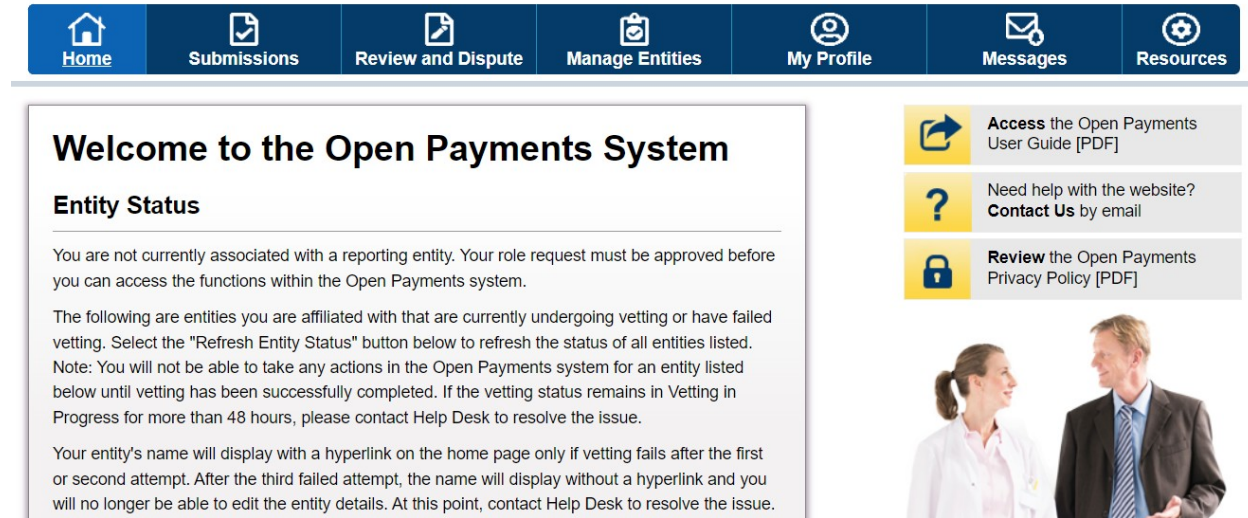 Home
Submissions
Review and Dispute
Manage Entities
My Profile
Messages
Resources
Welcome to the Open Payments System
Entity Status
You are not currently associated with a reporting entity. Your role request must be approved before
you can access the functions within the Open Payments system.
The following are entities you are affiliated with that are currently undergoing vetting or have failed
vetting. Select the "Refresh Entity Status" button below to refresh the status of all entities listed.
Note: You will not be able to take any actions in the Open Payments system for an entity listed
below until vetting has been successfully completed. If the vetting status remains in Vetting in
Progress for more than 48 hours, please contact Help Desk to resolve the issue.
Your entity's name will display with a hyperlink on the home page only if vetting fails after the first
or second attempt. After the third failed attempt, the name will display without a hyperlink and you
will no longer be able to edit the entity details. At this point, contact Help Desk to resolve the issue.
Access the Open Payments
User Guide [PDF]
Need help with the website?
Contact Us by email
Review the Open Payments
Privacy Policy [PDF]